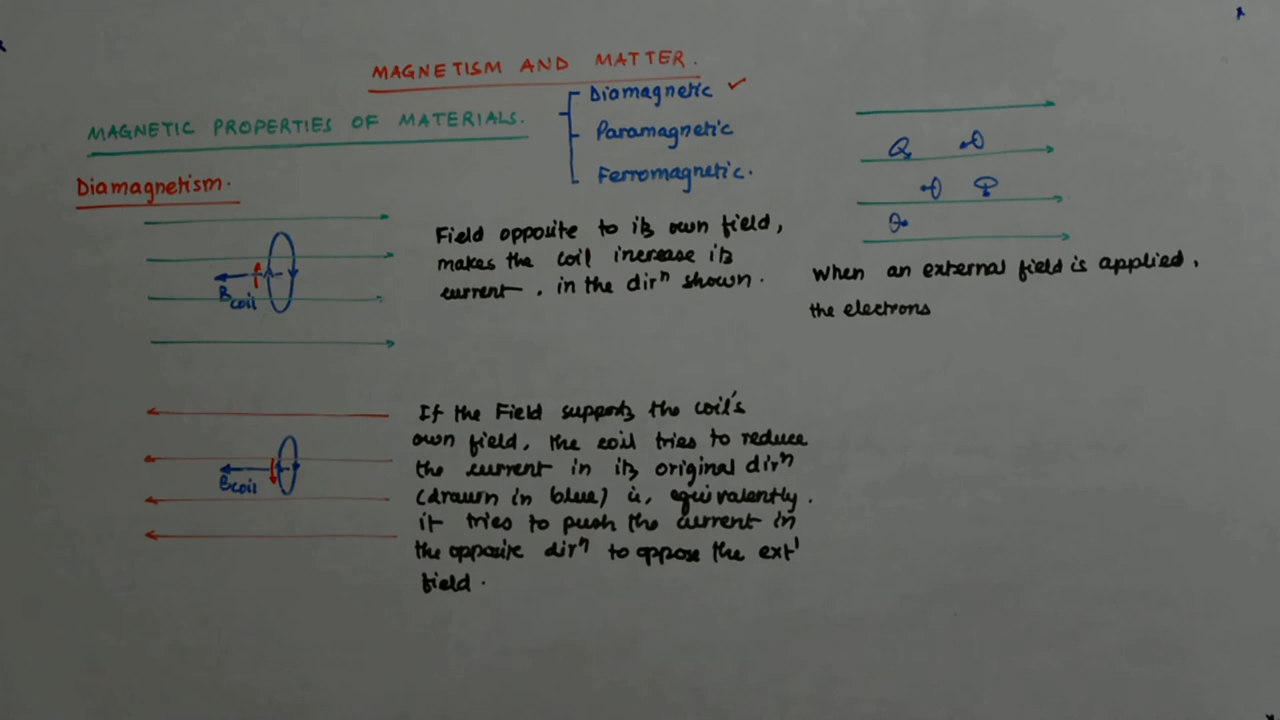 MAGNETISM AND MATTER.
MAGNETIC PROPERTIES OF MATERIALS.
Diamagnetic
Paramagnetic
Ferromagnetic.
Diamagnetism.
Bcoil
Field opposite to its own field,
makes the coil increase its
current, in the dirⁿ shown.
When an external field is applied,
the electrons
Bcoil
If the Field supports the coil's
own field, the coil tries to reduce
the current in its original dirⁿ
(drawn in blue) ie, equivalently.
it tries to push the current in
the opposite dirⁿ to oppose the extˡ
field.